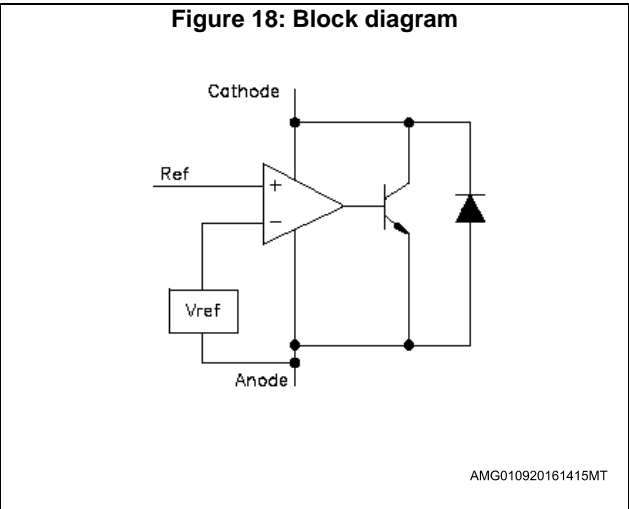 Figure 18: Block diagram
Cathode
Ref
+
−
Vref
Anode
AMG010920161415MT